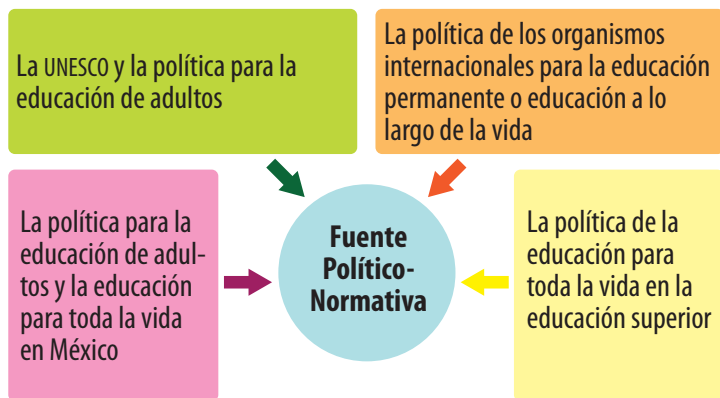 La UNESCO y la política para la
educación de adultos
La política de los organismos
internacionales para la educación
permanente o educación a lo
largo de la vida
La política para la
educación de adul-
tos y la educación
para toda la vida
en México
Fuente
Político-
Normativa
La política de la
educación para
toda la vida en la
educación superior